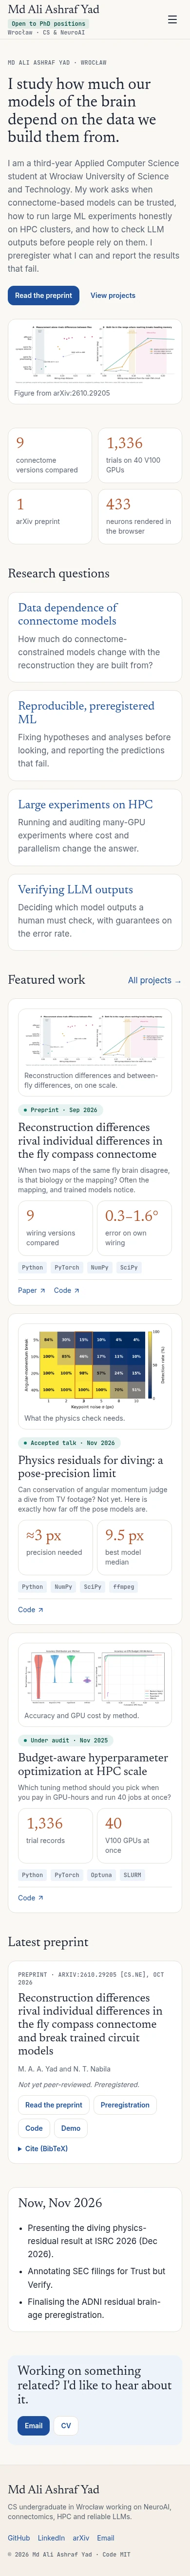 Md Ali Ashraf Yad
Open to PhD positions
Wrocław · CS & NeuroAI
MD ALI ASHRAF YAD · WROCŁAW
I study how much our
models of the brain
depend on the data we
build them from.
I am a third-year Applied Computer Science
student at Wrocław University of Science
and Technology. My work asks when
connectome-based models can be trusted,
how to run large ML experiments honestly
on HPC clusters, and how to check LLM
outputs before people rely on them. I
preregister what I can and report the results
that fail.
Read the preprint
View projects
Figure from arXiv:2610.29205
9
connectome
versions compared
1,336
trials on 40 V100
GPUs
1
arXiv preprint
433
neurons rendered in
the browser
Research questions
Data dependence of
connectome models
How much do connectome-
constrained models change with the
reconstruction they are built from?
Reproducible, preregistered
ML
Fixing hypotheses and analyses before
looking, and reporting the predictions
that fail.
Large experiments on HPC
Running and auditing many-GPU
experiments where cost and
parallelism change the answer.
Verifying LLM outputs
Deciding which model outputs a
human must check, with guarantees on
the error rate.
Featured work
All projects →
Reconstruction differences and between-
fly differences, on one scale.
Preprint · Sep 2026
Reconstruction differences
rival individual differences in
the fly compass connectome
When two maps of the same fly brain disagree,
is that biology or the mapping? Often the
mapping, and trained models notice.
9
wiring versions
compared
0.3–1.6°
error on own
wiring
Python PyTorch NumPy SciPy
Paper ↗ Code ↗
Angular-momentum break
Waypoint noise σ (px)
Detection rate (%)
What the physics check needs.
Accepted talk · Nov 2026
Physics residuals for diving: a
pose-precision limit
Can conservation of angular momentum judge
a dive from TV footage? Not yet. Here is
exactly how far off the pose models are.
≈3 px
precision needed
9.5 px
best model
median
Python NumPy SciPy ffmpeg
Code ↗
Accuracy and GPU cost by method.
Under audit · Nov 2025
Budget-aware hyperparameter
optimization at HPC scale
Which tuning method should you pick when
you pay in GPU-hours and run 40 jobs at once?
1,336
trial records
40
V100 GPUs at
once
Python PyTorch Optuna SLURM
Code ↗
Latest preprint
PREPRINT · ARXIV:2610.29205 [CS.NE], OCT
2026
Reconstruction differences
rival individual differences in
the fly compass connectome
and break trained circuit
models
M. A. A. Yad and N. T. Nabila
Not yet peer-reviewed. Preregistered.
Read the preprint
Preregistration
Code
Demo
▶ Cite (BibTeX)
Now, Nov 2026
• Presenting the diving physics-
residual result at ISRC 2026 (Dec
2026).
• Annotating SEC filings for Trust but
Verify.
• Finalising the ADNI residual brain-
age preregistration.
Working on something
related? I'd like to hear about
it.
Email
CV
Md Ali Ashraf Yad
CS undergraduate in Wrocław working on NeuroAI,
connectomics, HPC and reliable LLMs.
GitHub LinkedIn arXiv Email
© 2026 Md Ali Ashraf Yad · Code MIT